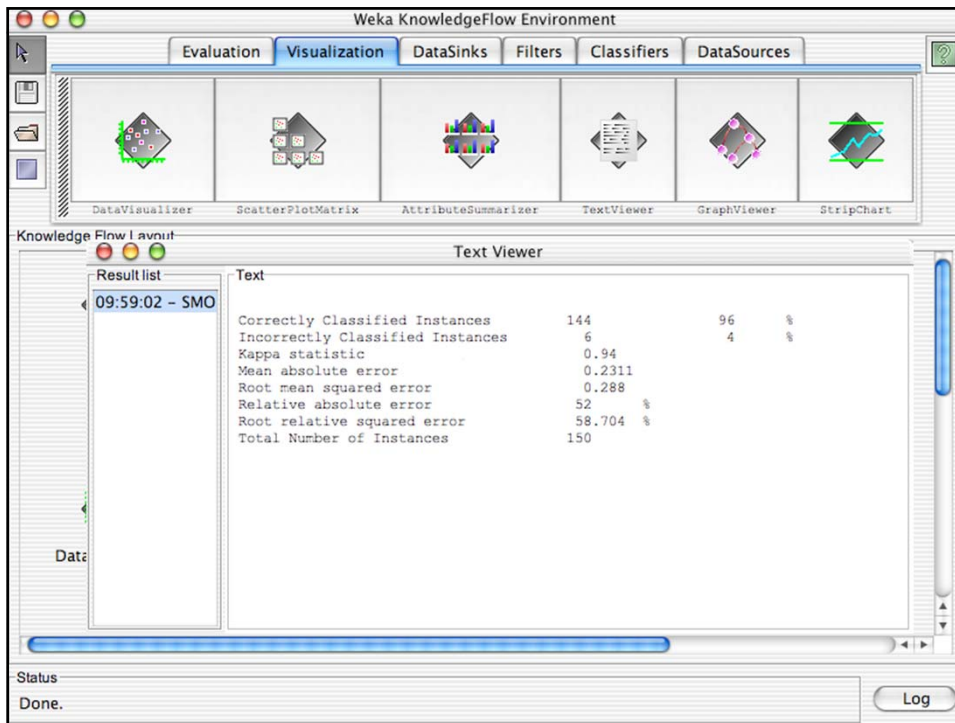 Weka KnowledgeFlow Environment
Evaluation Visualization DataSinks Filters Classifiers DataSources
DataVisualizer ScatterPlotMatrix AttributeSummarizer TextViewer GraphViewer StripChart
Knowledge Flow Layout
Text Viewer
Result list
09:59:02 – SMO
Text
Correctly Classified Instances 144 96 %
Incorrectly Classified Instances 6 4 %
Kappa statistic 0.94
Mean absolute error 0.2311
Root mean squared error 0.288
Relative absolute error 52 %
Root relative squared error 58.704 %
Total Number of Instances 150
Data
Status
Done.
Log